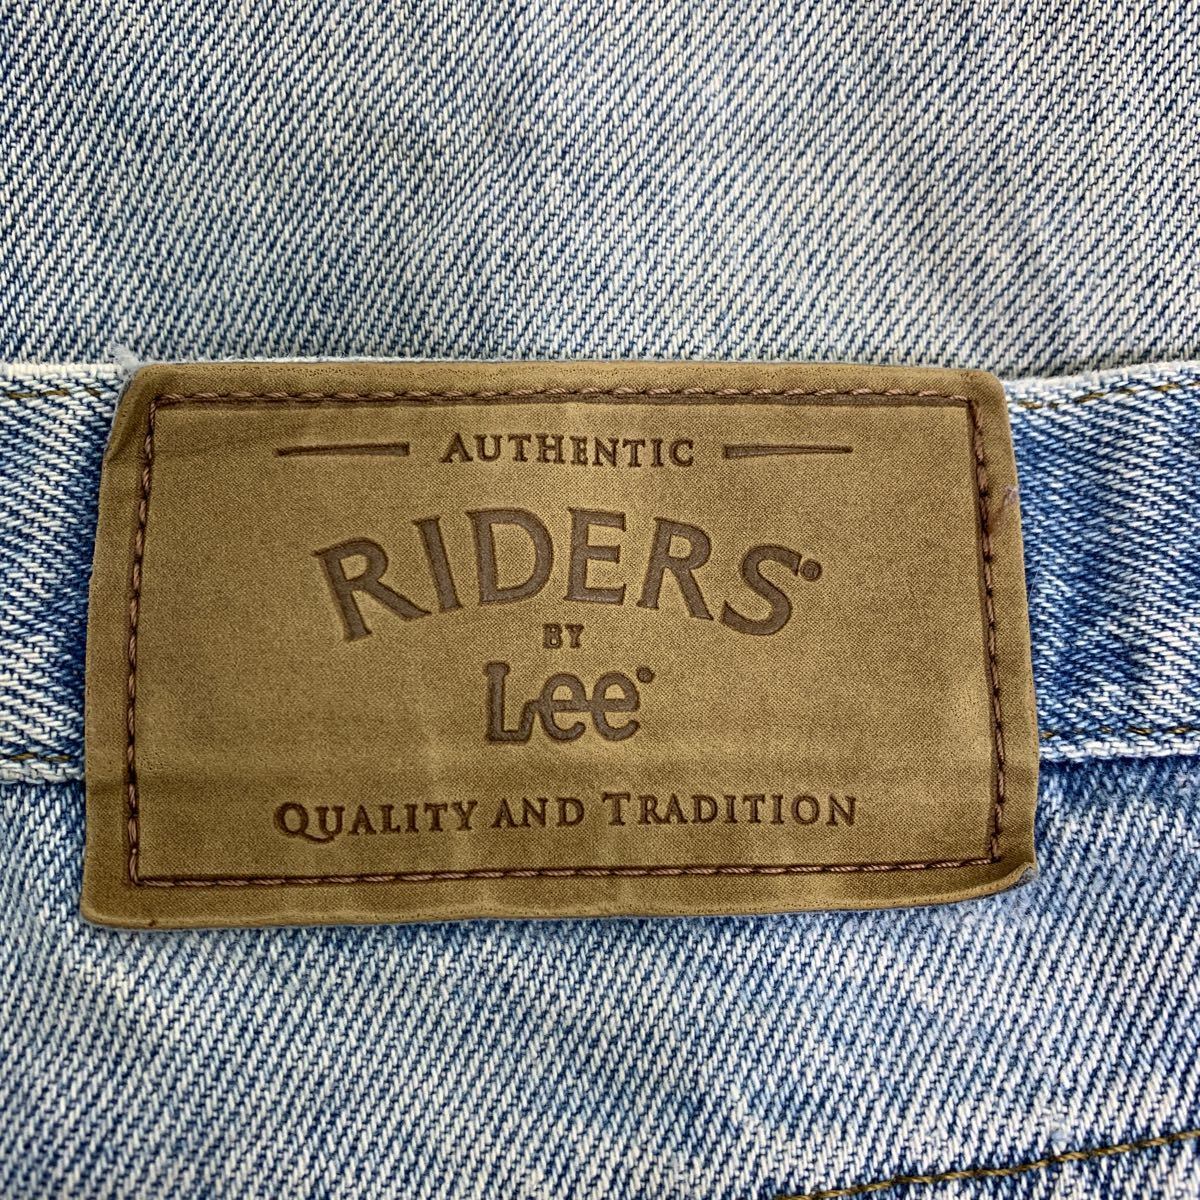 AUTHENTIC
RIDERS®
BY
Lee®
QUALITY AND TRADITION